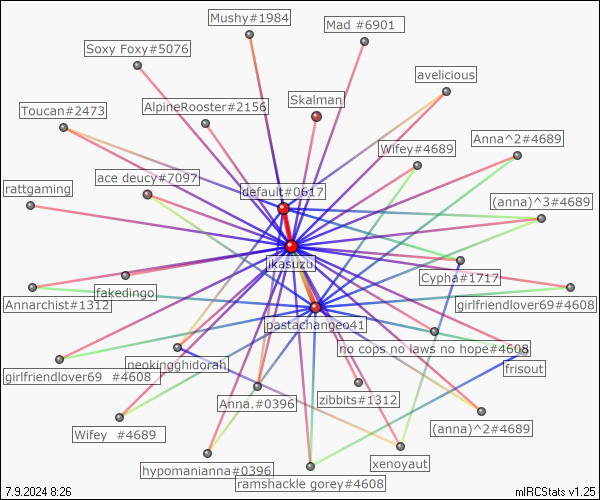 Mushy#1984
Mad #6901
Soxy Foxy#5076
avelicious
Skalman
AlpineRooster#2156
Toucan#2473
Anna^2#4689
Wifey#4689
ace deucy#7097
rattgaming
default#0617
(anna)^3#4689
jkasuzu
Cypha#1717
fakedingo
Annarchist#1312
girlfriendlover69#4608
pastachangeo41
no cops no laws no hope#4608
neokingghidorah
frisout
girlfriendlover69 #4608
Anna.#0396
zibbits#1312
(anna)^2#4689
Wifey #4689
xenoyaut
hypomanianna#0396
ramshackle gorey#4608
7.9.2024 8:26
mIRCStats v1.25